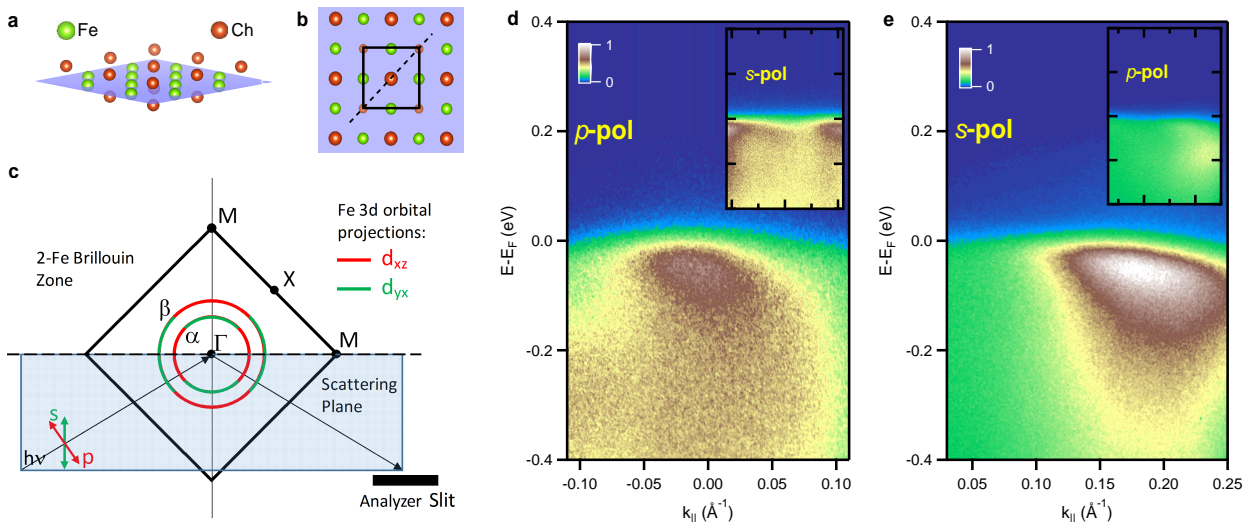 a
Fe
Ch
b
c
2-Fe Brillouin
Zone
M
X
M
β
α
Γ
Fe 3d orbital
projections:
d_xz
d_yx
Scattering
Plane
s
p
hν
Analyzer Slit
d
0.4
0.2
0.0
-0.2
-0.4
E-E_F (eV)
1
0
p-pol
s-pol
-0.10
-0.05
0.00
0.05
0.10
k_|| (Å⁻¹)
e
0.4
0.2
0.0
-0.2
-0.4
E-E_F (eV)
1
0
s-pol
p-pol
0.05
0.10
0.15
0.20
0.25
k_|| (Å⁻¹)